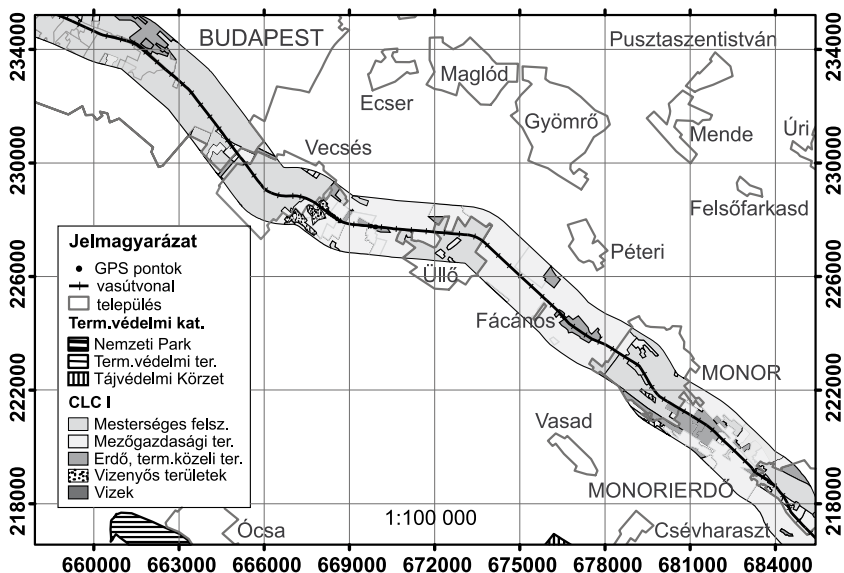 BUDAPEST
Pusztaszentistván
Maglód
Ecser
Gyömrő
Mende
Úri
Vecsés
Felsőfarkasd
Péteri
Üllő
Fácános
MONOR
Vasad
MONORIERDŐ
Ócsa
Csévharaszt
1:100 000
Jelmagyarázat
GPS pontok
vasútvonal
település
Term.védelmi kat.
Nemzeti Park
Term.védelmi ter.
Tájvédelmi Körzet
CLC I
Mesterséges felsz.
Mezőgazdasági ter.
Erdő, term.közeli ter.
Vizenyős területek
Vizek
234000
230000
226000
222000
218000
234000
230000
226000
222000
218000
660000 663000 666000 669000 672000 675000 678000 681000 684000